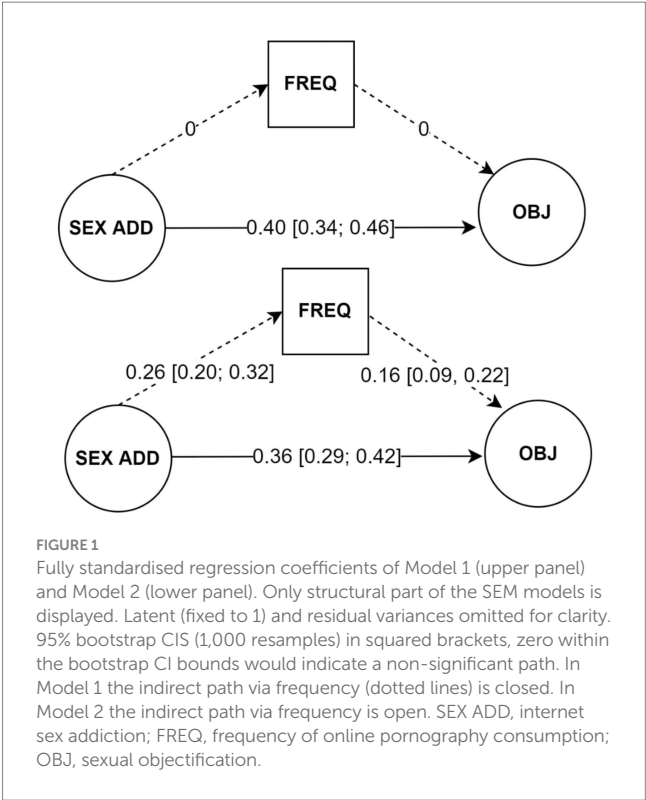 FREQ
0
0
SEX ADD
0.40 [0.34; 0.46]
OBJ
FREQ
0.26 [0.20; 0.32]
0.16 [0.09, 0.22]
SEX ADD
0.36 [0.29; 0.42]
OBJ
FIGURE 1
Fully standardised regression coefficients of Model 1 (upper panel)
and Model 2 (lower panel). Only structural part of the SEM models is
displayed. Latent (fixed to 1) and residual variances omitted for clarity.
95% bootstrap CIS (1,000 resamples) in squared brackets, zero within
the bootstrap CI bounds would indicate a non-significant path. In
Model 1 the indirect path via frequency (dotted lines) is closed. In
Model 2 the indirect path via frequency is open. SEX ADD, internet
sex addiction; FREQ, frequency of online pornography consumption;
OBJ, sexual objectification.